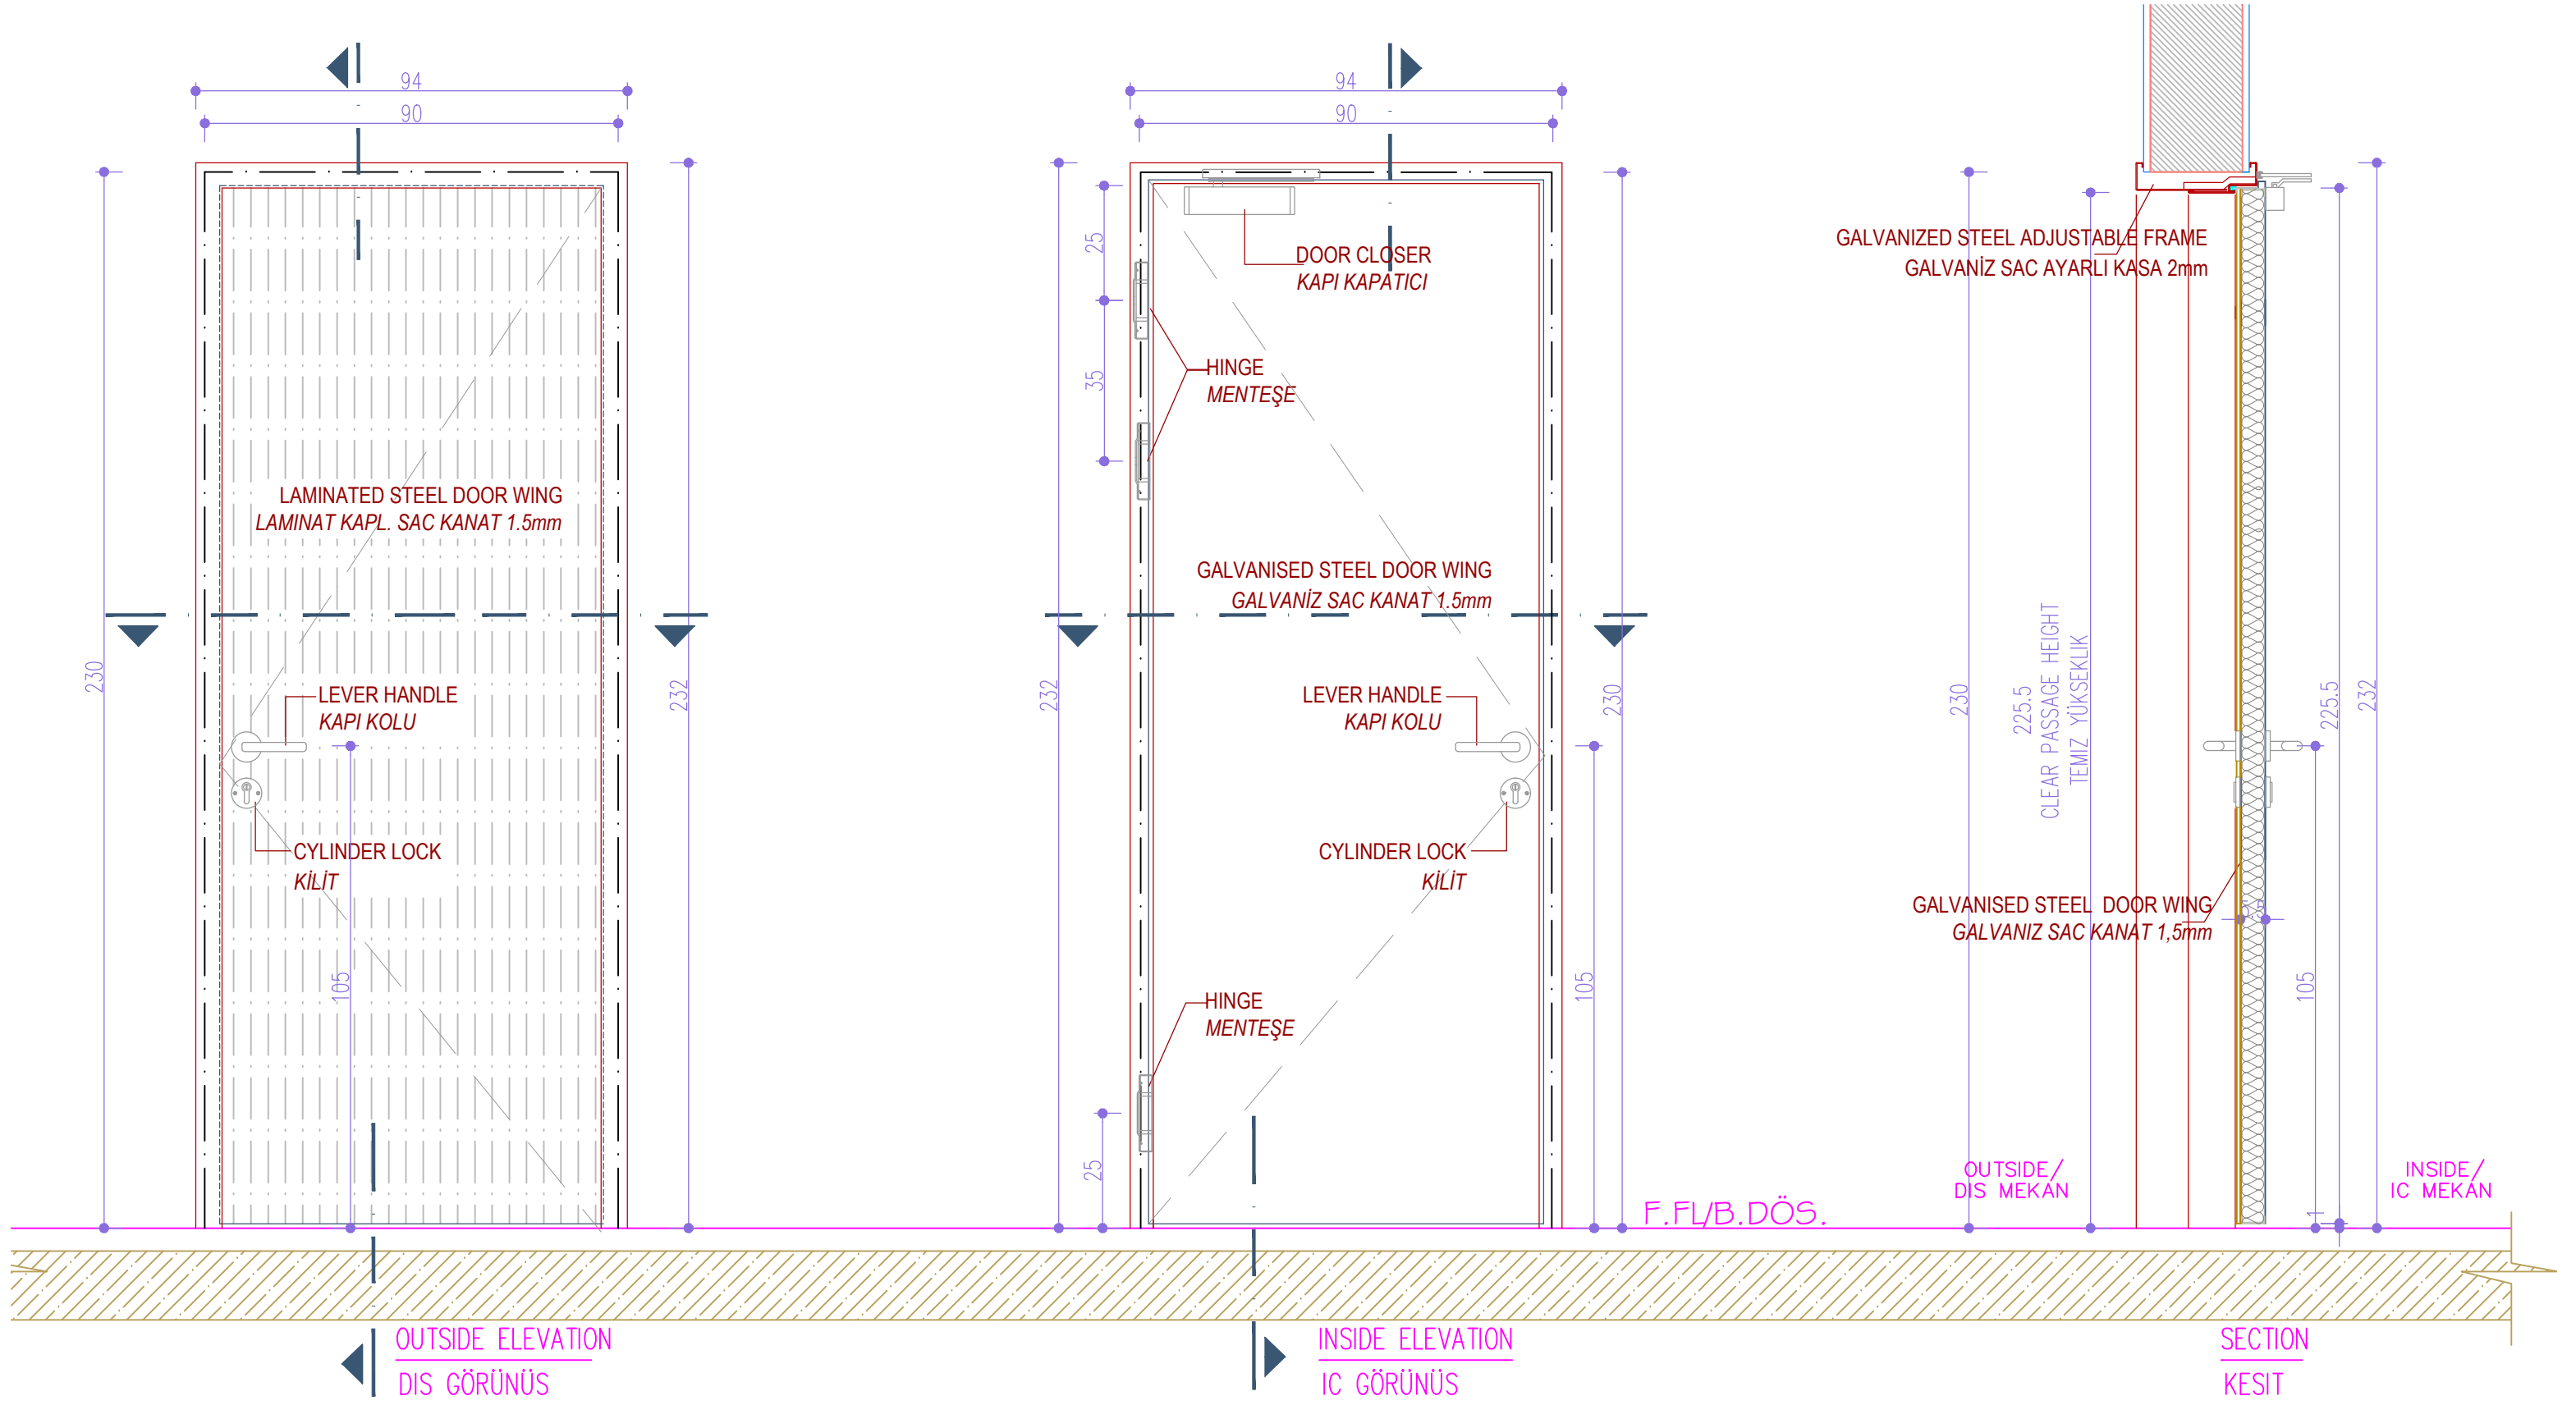 94
90
230
232
LAMINATED STEEL DOOR WING
LAMINAT KAPL. SAC KANAT 1.5mm
LEVER HANDLE
KAPI KOLU
CYLINDER LOCK
KİLİT
105
OUTSIDE ELEVATION
DIS GÖRÜNÜS
94
90
25
35
232
25
DOOR CLOSER
KAPI KAPATICI
HINGE
MENTEŞE
GALVANISED STEEL DOOR WING
GALVANİZ SAC KANAT 1.5mm
LEVER HANDLE
KAPI KOLU
CYLINDER LOCK
KİLİT
HINGE
MENTEŞE
230
105
F.FL/B.DÖS.
INSIDE ELEVATION
IC GÖRÜNÜS
GALVANIZED STEEL ADJUSTABLE FRAME
GALVANİZ SAC AYARLI KASA 2mm
230
225.5
CLEAR PASSAGE HEIGHT
TEMIZ YÜKSEKLIK
225.5
232
GALVANISED STEEL DOOR WING
GALVANIZ SAC KANAT 1,5mm
105
1
OUTSIDE/
DIS MEKAN
INSIDE/
IC MEKAN
SECTION
KESIT